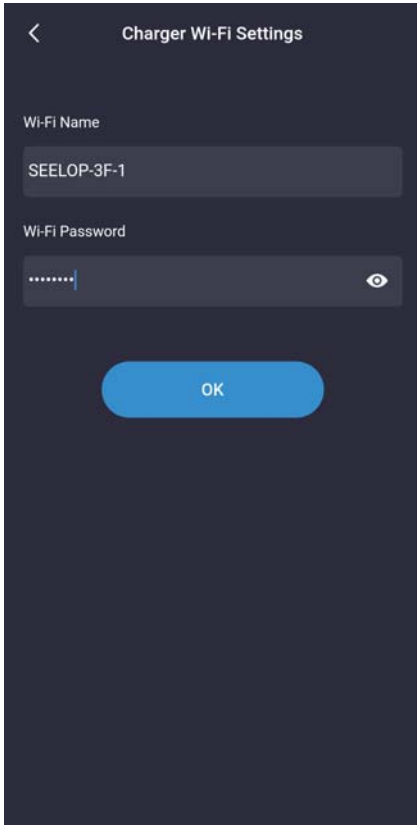 Charger Wi-Fi Settings
Wi-Fi Name
SEELOP-3F-1
Wi-Fi Password
••••••••
OK